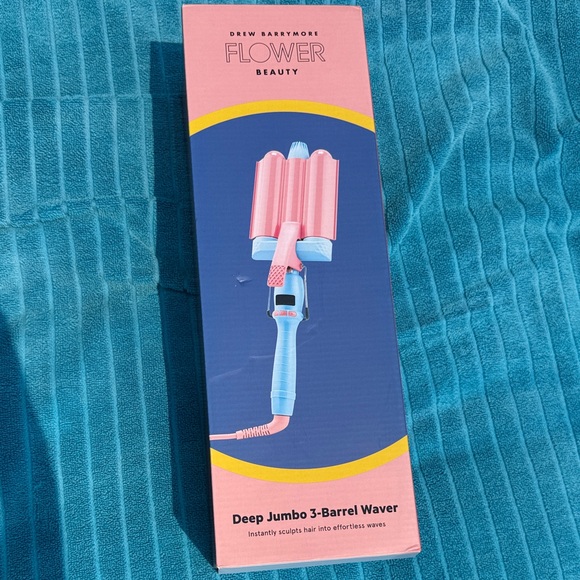 DREW BARRYMORE
FLOWER
BEAUTY
Deep Jumbo 3-Barrel Waver
Instantly sculpts hair into effortless waves